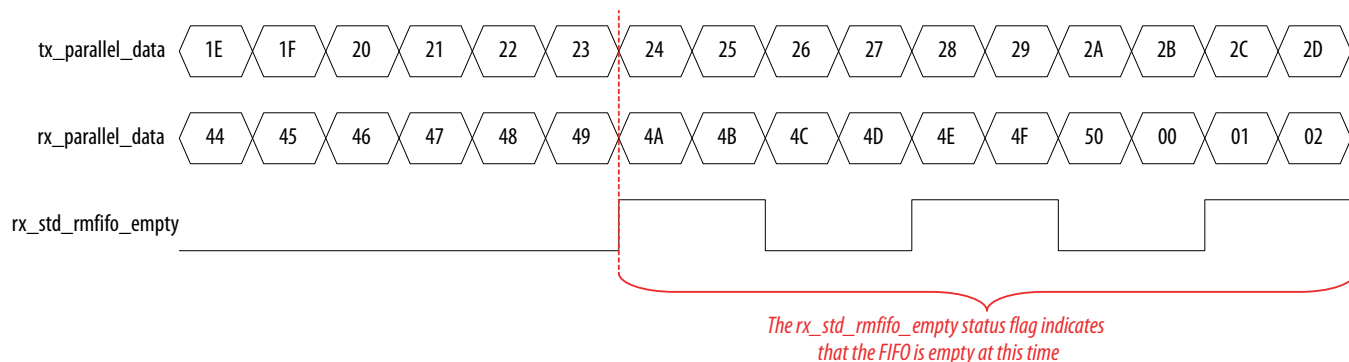 tx_parallel_data 1E 1F 20 21 22 23 24 25 26 27 28 29 2A 2B 2C 2D
rx_parallel_data 44 45 46 47 48 49 4A 4B 4C 4D 4E 4F 50 00 01 02
rx_std_rmfifo_empty
The rx_std_rmfifo_empty status flag indicates
that the FIFO is empty at this time